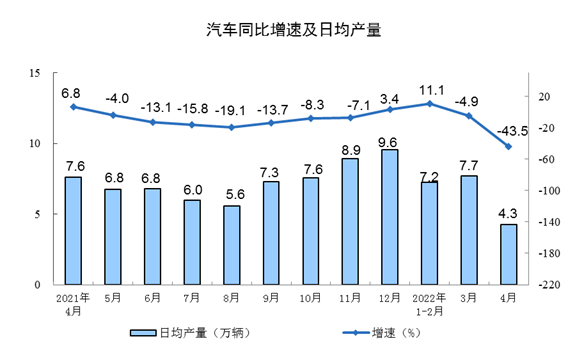 汽车同比增速及日均产量
15
10
5
0
20
-20
-60
-100
-140
-180
-220
6.8
-4.0
-13.1
-15.8
-19.1
-13.7
-8.3
-7.1
3.4
11.1
-4.9
-43.5
7.6
6.8
6.8
6.0
5.6
7.3
7.6
8.9
9.6
7.2
7.7
4.3
2021年
4月
5月
6月
7月
8月
9月
10月
11月
12月
2022年
1-2月
3月
4月
日均产量（万辆）
增速（%）